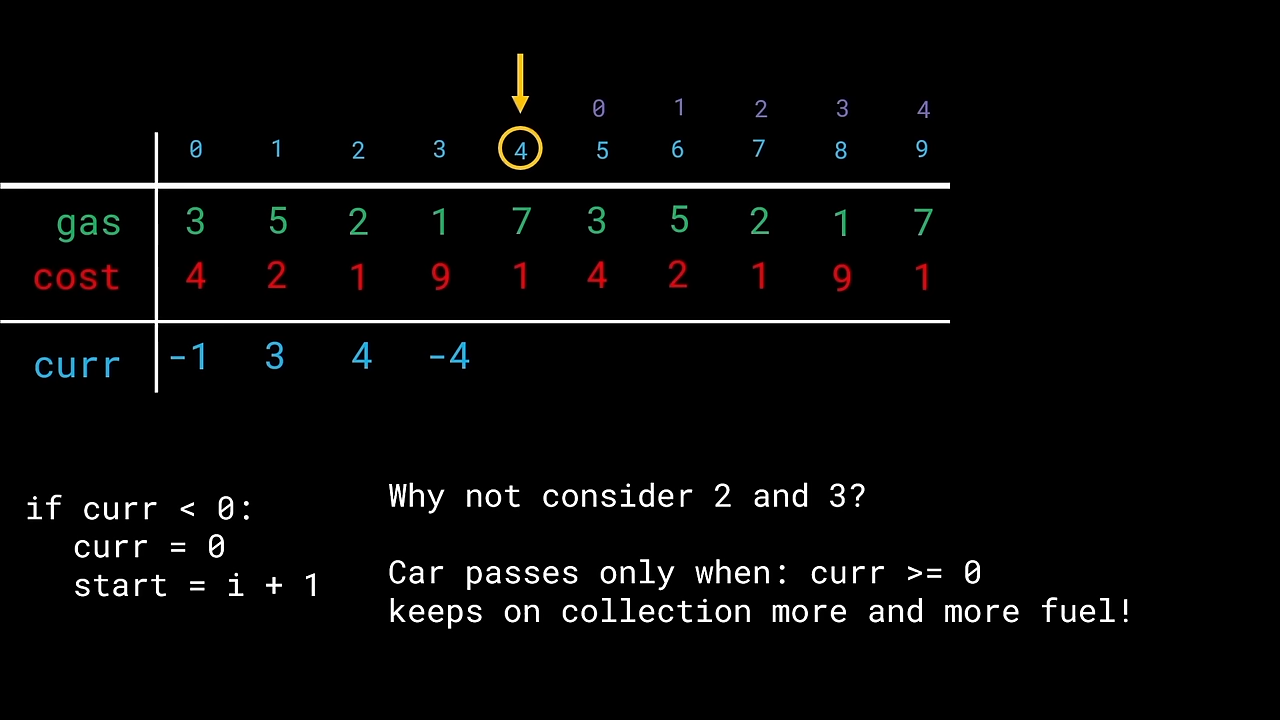 0 1 2 3 4
0 1 2 3 4 5 6 7 8 9
gas 3 5 2 1 7 3 5 2 1 7
cost 4 2 1 9 1 4 2 1 9 1
curr -1 3 4 -4
if curr < 0:
curr = 0
start = i + 1
Why not consider 2 and 3?
Car passes only when: curr >= 0
keeps on collection more and more fuel!